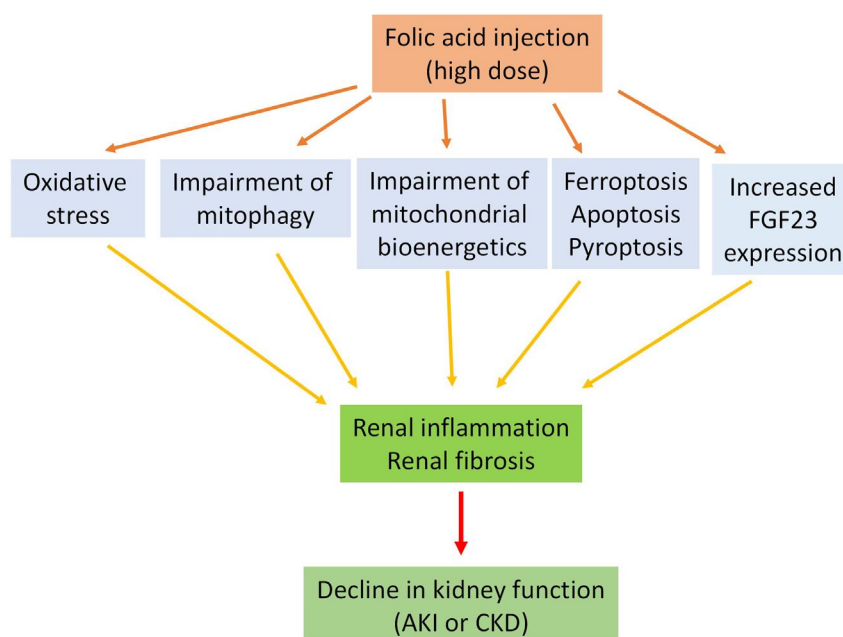 Folic acid injection
(high dose)
Oxidative
stress
Impairment of
mitophagy
Impairment of
mitochondrial
bioenergetics
Ferroptosis
Apoptosis
Pyroptosis
Increased
FGF23
expression
Renal inflammation
Renal fibrosis
Decline in kidney function
(AKI or CKD)